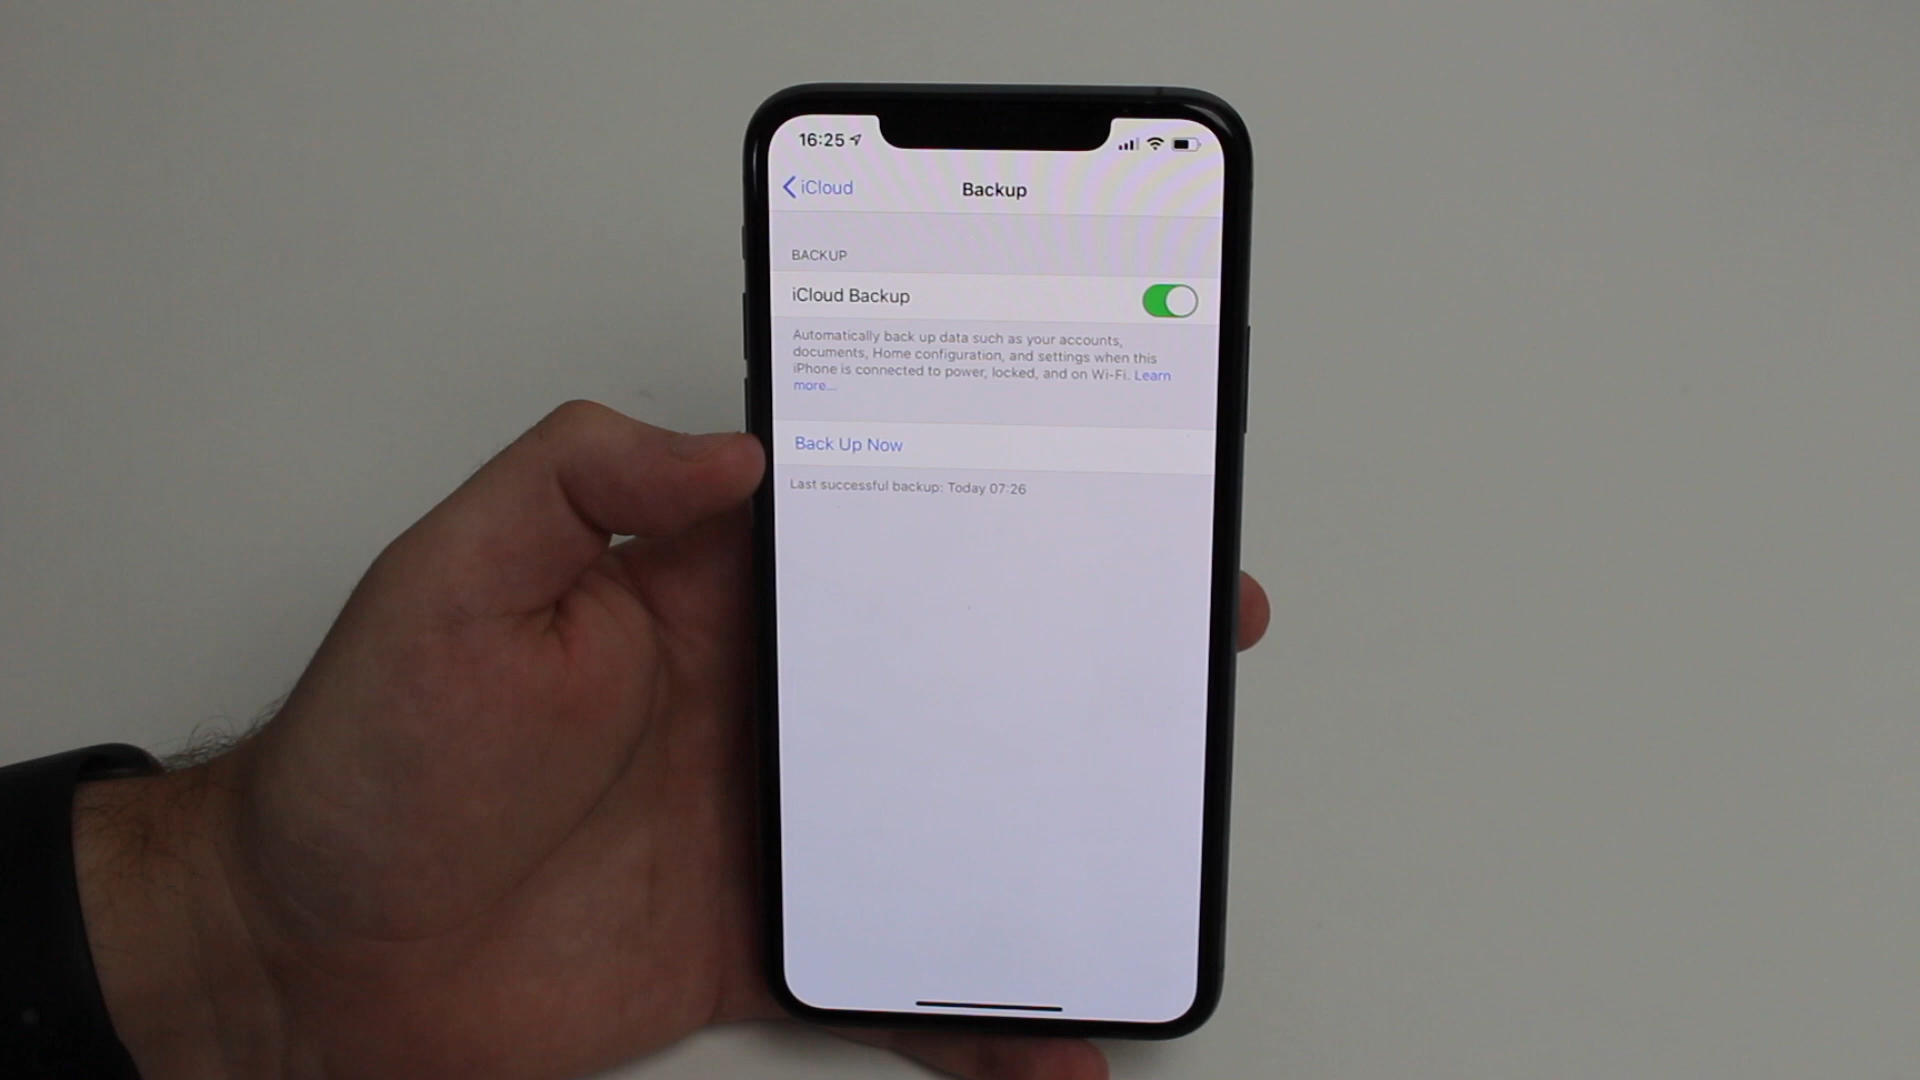 16:25
iCloud
Backup
BACKUP
iCloud Backup
Automatically back up data such as your accounts,
documents, Home configuration, and settings when this
iPhone is connected to power, locked, and on Wi-Fi. Learn
more...
Back Up Now
Last successful backup: Today 07:26